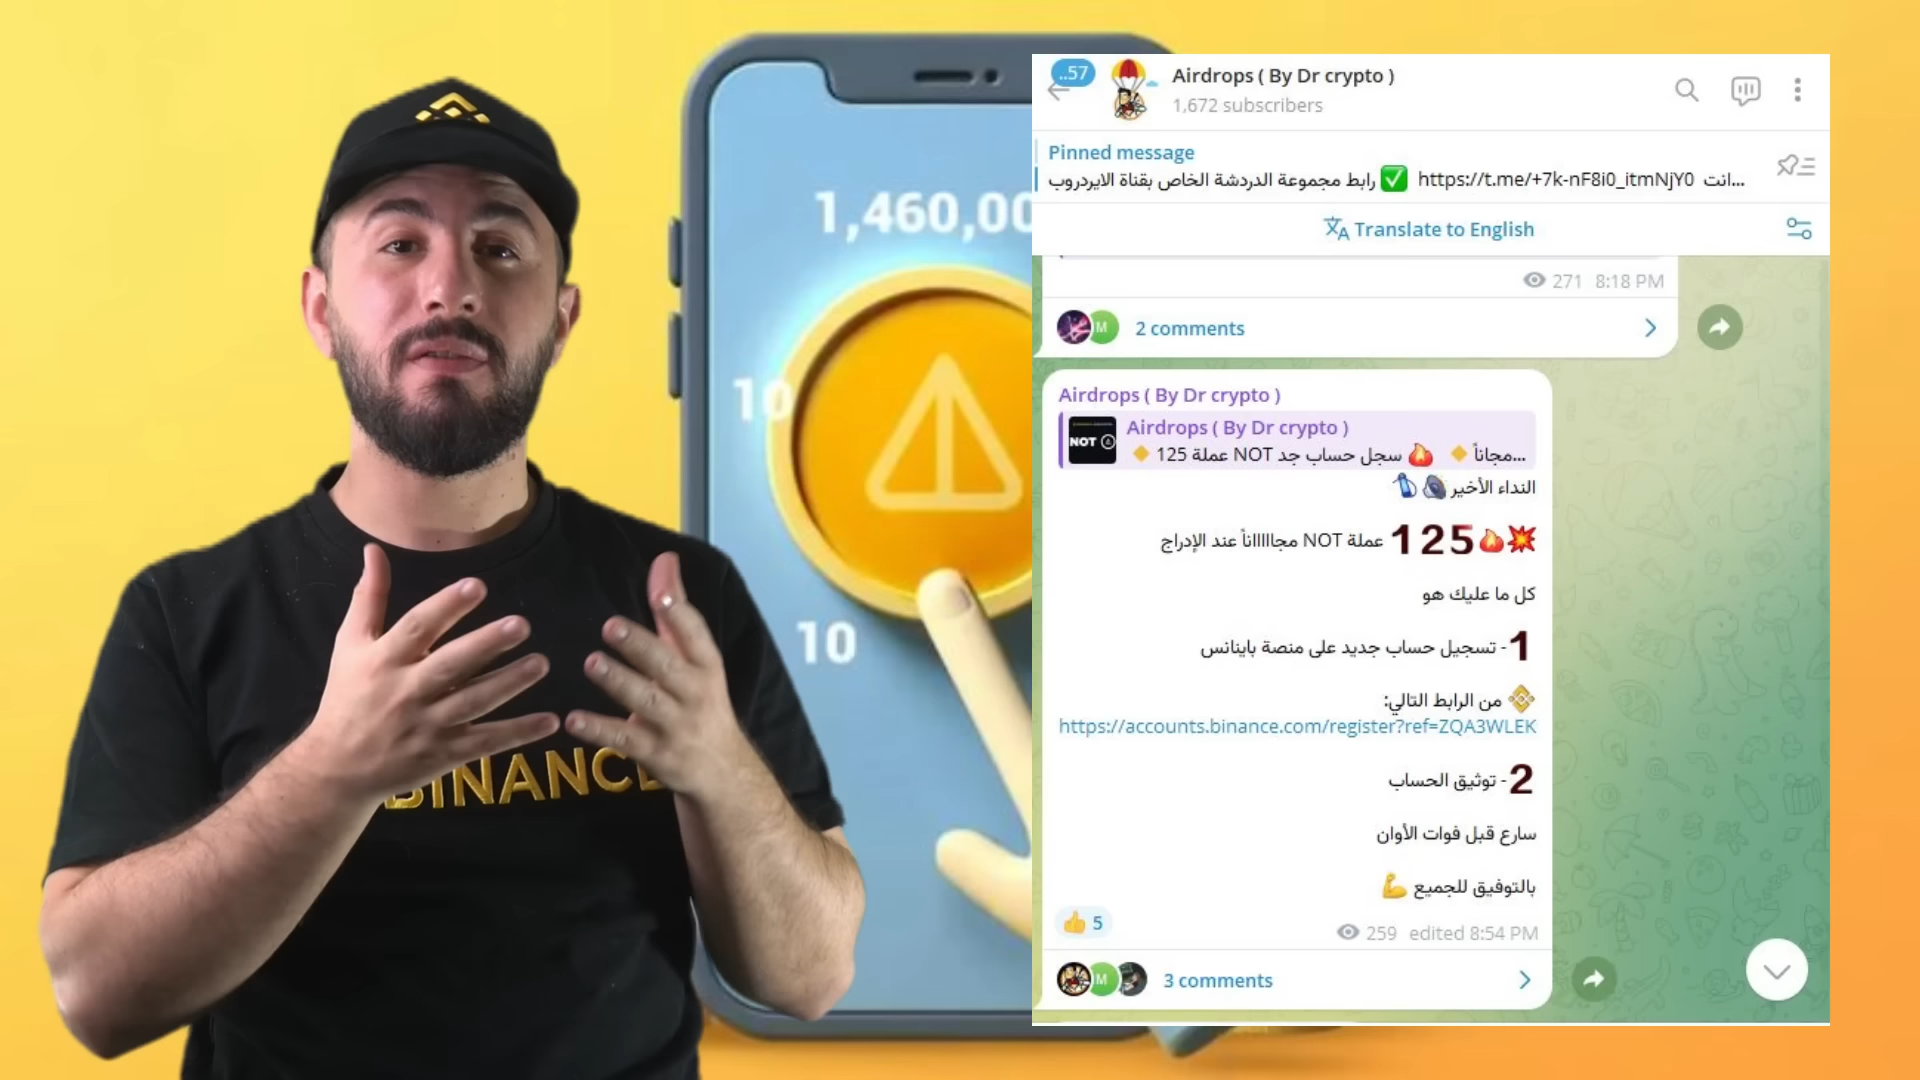 BINANCE
1,460,00
10
10
..57
Airdrops ( By Dr crypto )
1,672 subscribers
Pinned message
رابط مجموعة الدردشة الخاص بقناة الايردروب ✅ https://t.me/+7k-nF8i0_itmNjY0 انت...
Translate to English
271 8:18 PM
M
2 comments
Airdrops ( By Dr crypto )
NOT
Airdrops ( By Dr crypto )
🔸 125 عملة NOT مجاناً... 🔸 🔥 سجل حساب جد
النداء الأخير
💥🔥125 عملة NOT مجاااااناً عند الإدراج
كل ما عليك هو
1- تسجيل حساب جديد على منصة باينانس
من الرابط التالي:
https://accounts.binance.com/register?ref=ZQA3WLEK
2- توثيق الحساب
سارع قبل فوات الأوان
بالتوفيق للجميع 💪
👍 5
259 edited 8:54 PM
M
3 comments